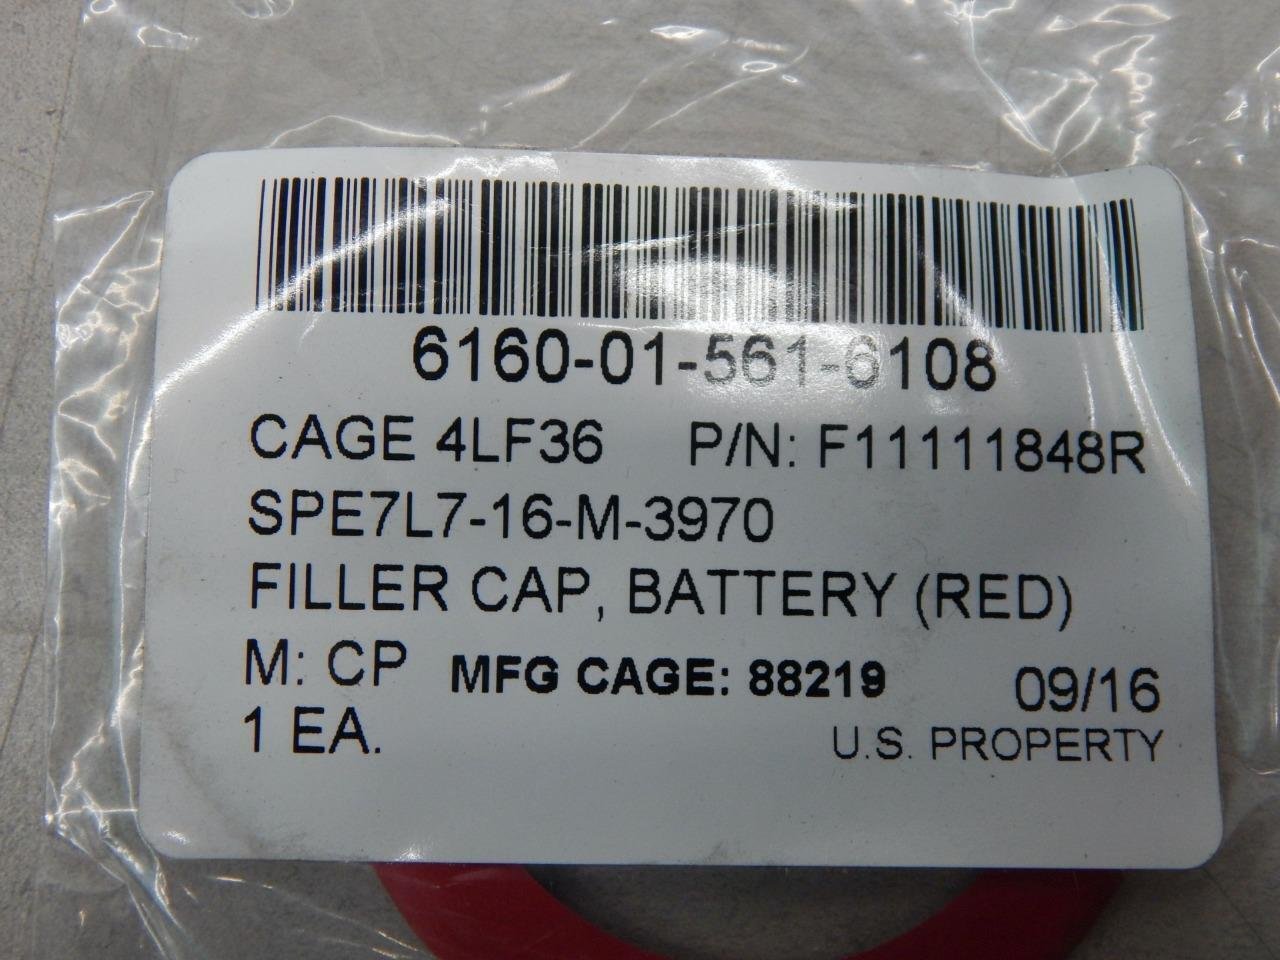 6160-01-561-6108
CAGE 4LF36 P/N: F11111848R
SPE7L7-16-M-3970
FILLER CAP, BATTERY (RED)
M: CP MFG CAGE: 88219 09/16
1 EA. U.S. PROPERTY